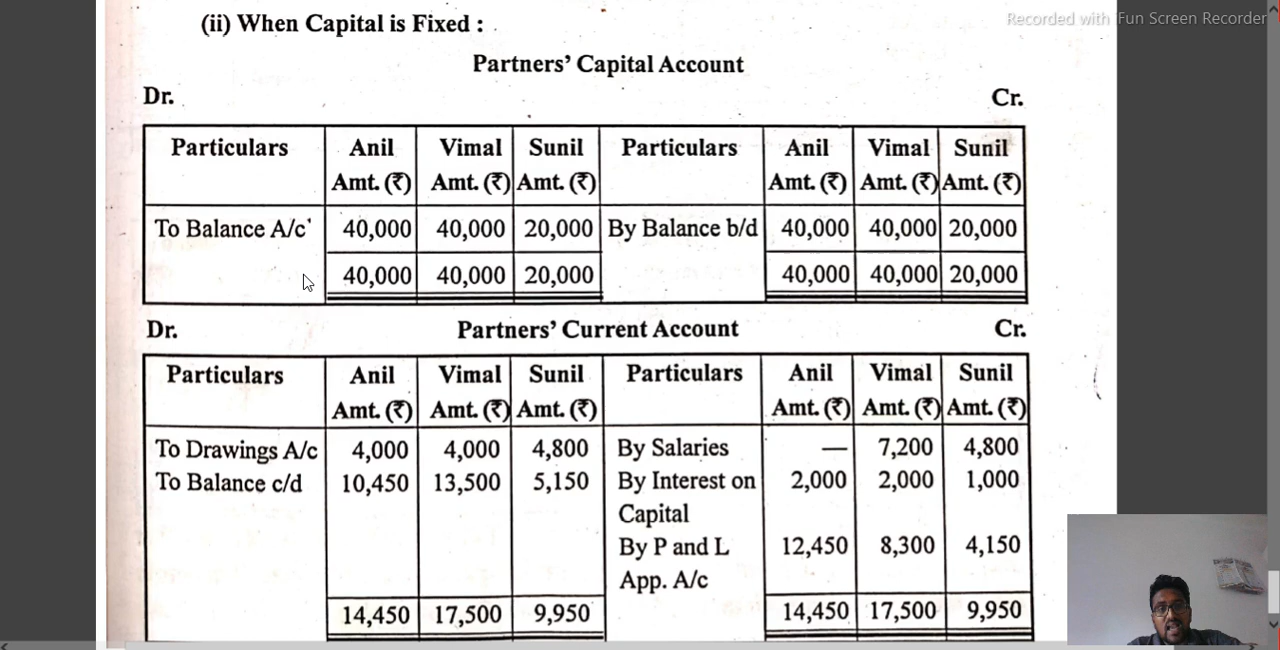 Recorded with Fun Screen Recorder
(ii) When Capital is Fixed :
Partners' Capital Account
Dr. Cr.
Particulars Anil Vimal Sunil Particulars Anil Vimal Sunil
Amt. (₹) Amt. (₹) Amt. (₹) Amt. (₹) Amt. (₹) Amt. (₹)
To Balance A/c 40,000 40,000 20,000 By Balance b/d 40,000 40,000 20,000
40,000 40,000 20,000 40,000 40,000 20,000
Dr. Partners' Current Account Cr.
Particulars Anil Vimal Sunil Particulars Anil Vimal Sunil
Amt. (₹) Amt. (₹) Amt. (₹) Amt. (₹) Amt. (₹) Amt. (₹)
To Drawings A/c 4,000 4,000 4,800 By Salaries — 7,200 4,800
To Balance c/d 10,450 13,500 5,150 By Interest on 2,000 2,000 1,000
Capital
By P and L 12,450 8,300 4,150
App. A/c
14,450 17,500 9,950 14,450 17,500 9,950